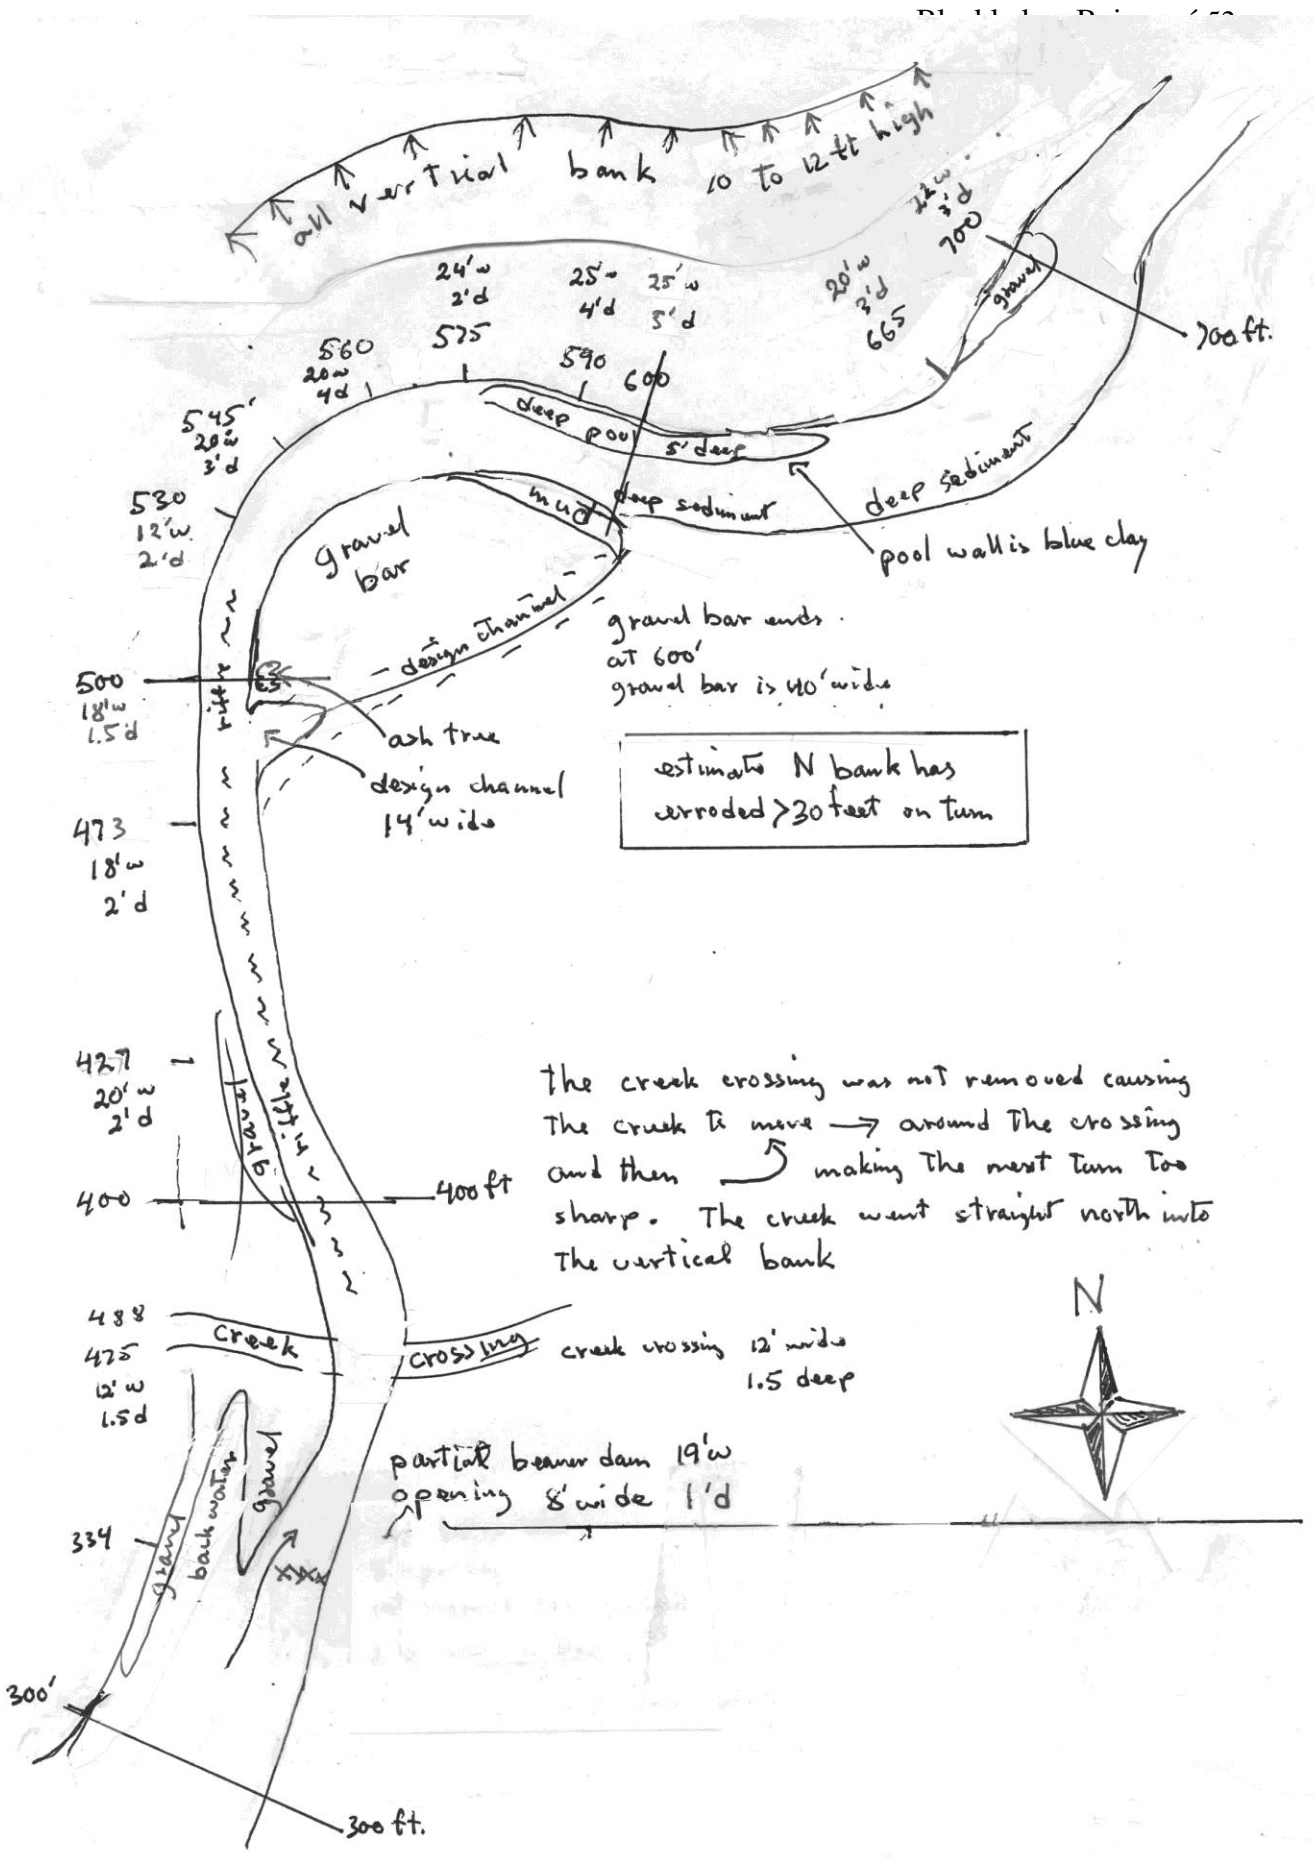 all vertrial bank 10 to 12 ft high
22'w
3'd
700
gravel
700 ft.
20'w
3'd
665
24'w
2'd
575
25'w
4'd
590
25'w
5'd
600
560
20w
4d
545'
20'w
3'd
530
12'w
2'd
deep pool
5' deep
mud
deep sediment
deep sediment
pool wall is blue clay
gravel
bar
design channel
gravel bar ends
at 600'
gravel bar is 40' wide
500
18'w
1.5'd
riffle
ash tree
design channel
14' wide
estimate N bank has
erroded >30 feet on turn
473
18'w
2'd
427
20'w
2'd
gravel
riffle
400
400 ft
The creek crossing was not removed causing
the creek to move → around the crossing
and then making the next turn too
sharp. The creek went straight north into
the vertical bank
N
488
475
12'w
1.5d
creek
crossing
creek crossing 12' wide
1.5 deep
partial beaver dam 19'w
opening 8' wide 1'd
334
gravel
backwater
gravel
xxxx
300'
300 ft.